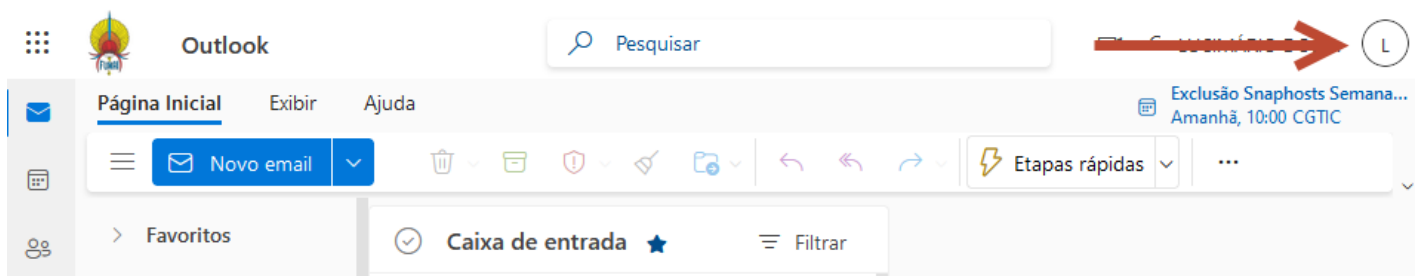 Outlook
Pesquisar
L
FUNAI
Página Inicial Exibir Ajuda
Exclusão Snaphosts Semana...
Amanhã, 10:00 CGTIC
Novo email
Etapas rápidas
Favoritos
Caixa de entrada
Filtrar